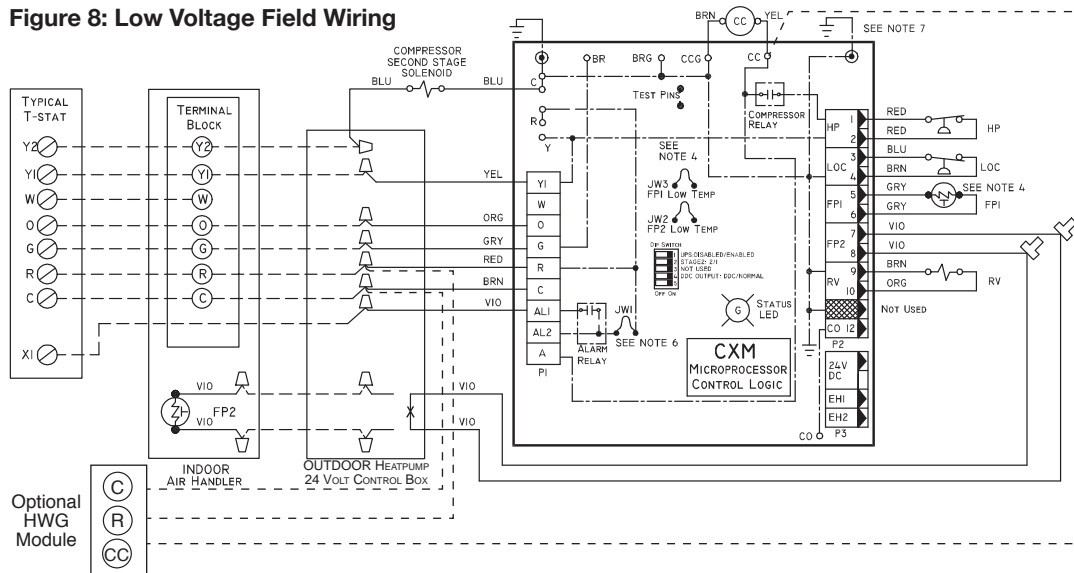 Figure 8: Low Voltage Field Wiring
BRN
CC
YEL
SEE NOTE 7
COMPRESSOR
SECOND STAGE
SOLENOID
BLU
BLU
C
BR
BRG
CCG
CC
TEST PINS
COMPRESSOR
RELAY
R
Y
SEE
NOTE 4
JW3
FP1 LOW TEMP
JW2
FP2 LOW TEMP
DIP SWITCH
1 UPS:DISABLED/ENABLED
2 STAGE2: 2/1
3 NOT USED
4 DDC OUTPUT: DDC/NORMAL
5
OFF ON
G
STATUS
LED
CXM
MICROPROCESSOR
CONTROL LOGIC
JW1
SEE NOTE 6
ALARM
RELAY
TYPICAL
T-STAT
Y2
Y1
W
O
G
R
C
X1
TERMINAL
BLOCK
Y2
Y1
W
O
G
R
C
YEL
ORG
GRY
RED
BRN
VIO
Y1
W
O
G
R
C
AL1
AL2
A
P1
HP
1
2
LOC
3
4
FP1
5
6
FP2
7
8
RV
9
10
CO 12
P2
24V
DC
EH1
EH2
P3
CO
RED
RED
HP
BLU
BRN
LOC
GRY
SEE NOTE 4
GRY
FP1
VIO
VIO
BRN
ORG
RV
NOT USED
VIO
FP2
VIO
VIO
VIO
INDOOR
AIR HANDLER
OUTDOOR HEATPUMP
24 VOLT CONTROL BOX
Optional
HWG
Module
C
R
CC